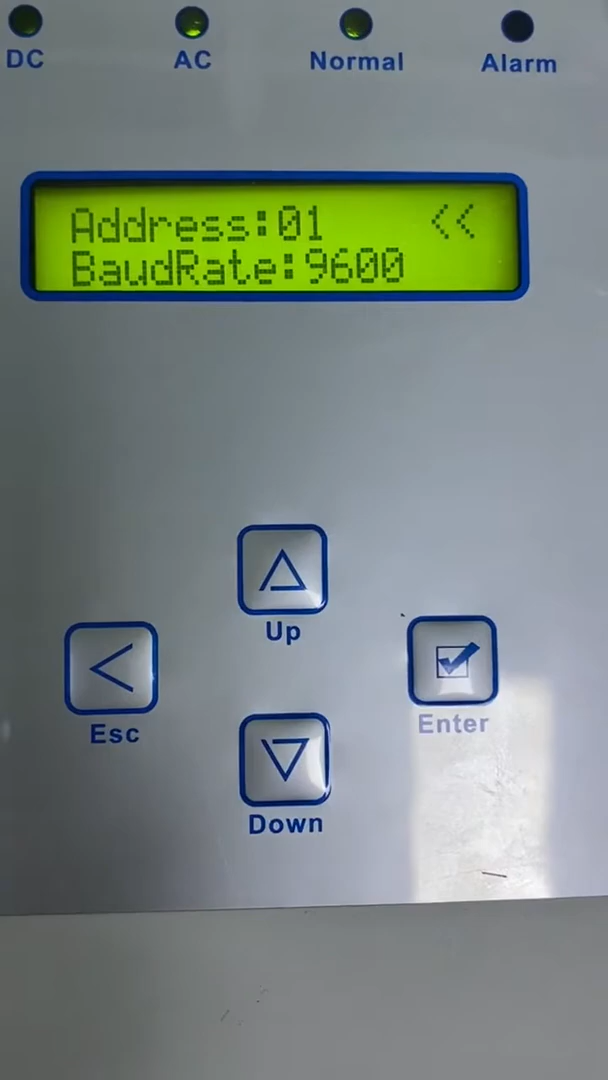 DC AC Normal Alarm
Address:01 <<
BaudRate:9600
Up
Esc
Enter
Down